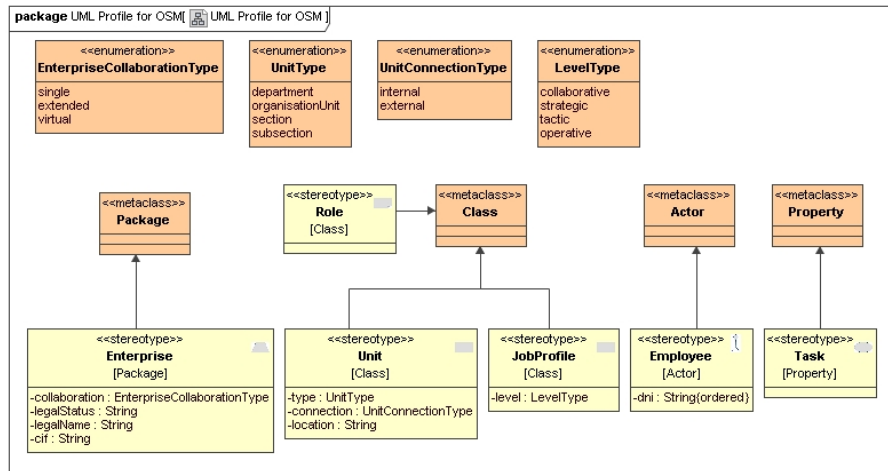 package UML Profile for OSM[ UML Profile for OSM ]
<<enumeration>>
EnterpriseCollaborationType
single
extended
virtual
<<enumeration>>
UnitType
department
organisationUnit
section
subsection
<<enumeration>>
UnitConnectionType
internal
external
<<enumeration>>
LevelType
collaborative
strategic
tactic
operative
<<metaclass>>
Package
<<stereotype>>
Role
[Class]
<<metaclass>>
Class
<<metaclass>>
Actor
<<metaclass>>
Property
<<stereotype>>
Enterprise
[Package]
-collaboration : EnterpriseCollaborationType
-legalStatus : String
-legalName : String
-cif : String
<<stereotype>>
Unit
[Class]
-type : UnitType
-connection : UnitConnectionType
-location : String
<<stereotype>>
JobProfile
[Class]
-level : LevelType
<<stereotype>>
Employee
[Actor]
-dni : String{ordered}
<<stereotype>>
Task
[Property]